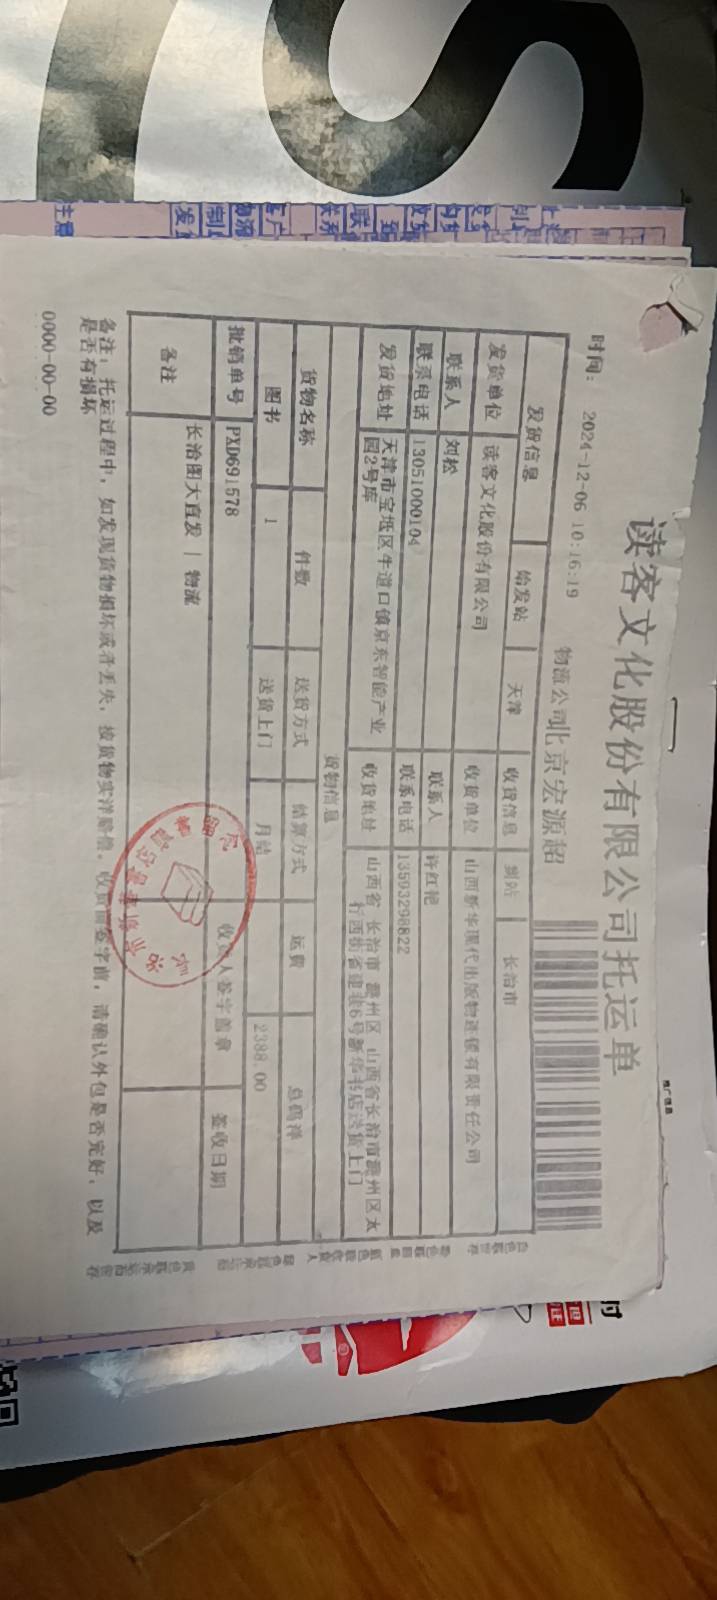 读客文化股份有限公司托运单
时间: 2024-12-06 10:16:19 物流公司北京宏源超
发货信息 始发站 天津 收货信息 到站 长治市
发货单位 读客文化股份有限公司 收货单位 山西新华现代出版物连锁有限责任公司
联系人 刘松 联系人 许红艳
联系电话 13051000104 联系电话 13593298822
发货地址 天津市宝坻区牛道口镇京东智能产业园2号库 收货地址 山西省 长治市 潞州区 山西省长治市潞州区太行西街省建巷6号新华书店送货上门
货物信息
货物名称 件数 送货方式 结算方式 运费 总码洋
图书 1 送货上门 月结 2388.00
批销单号 PXD691578 收货人签字盖章 签收日期
备注 长治图大直发 | 物流
备注: 托运过程中, 如发现货物损坏或者丢失, 按货物实洋赔偿。收货前签字前, 请确认外包是否完好, 以及
是否有损坏
0000-00-00